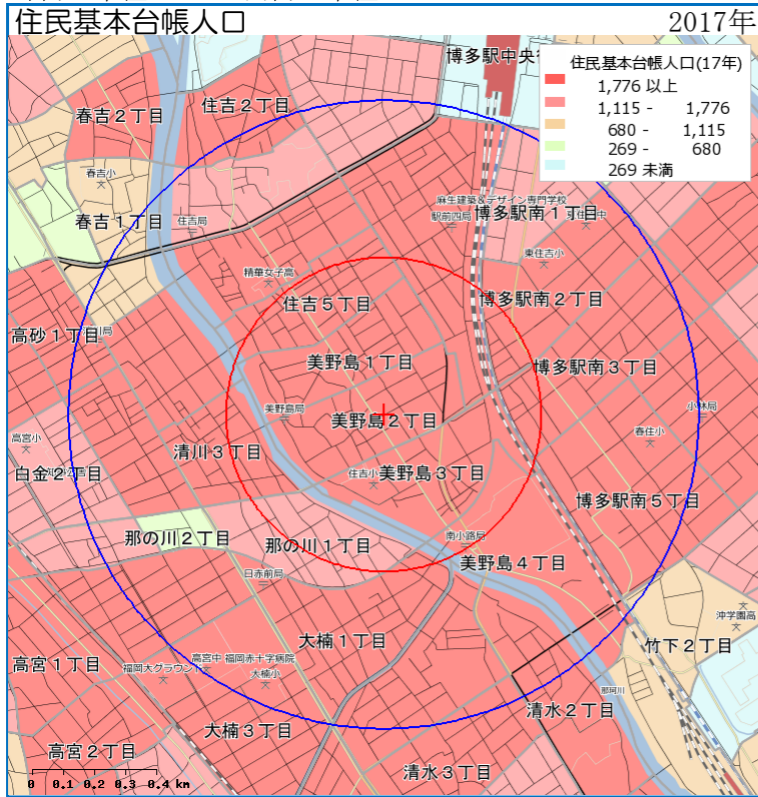 住民基本台帳人口
2017年
博多駅中央街
住民基本台帳人口(17年)
1,776 以上
1,115 - 1,776
680 - 1,115
269 - 680
269 未満
住吉２丁目
春吉２丁目
春吉小
春吉１丁目
住吉局
麻生建築&デザイン専門学校
駅前四局
博多駅南１丁目
東住吉小
精華女子高
住吉５丁目
博多駅南２丁目
高砂１丁目
美野島１丁目
博多駅南３丁目
美野島局
美野島２丁目
小林局
高宮小
清川３丁目
春住小
白金２丁目
住吉小
美野島３丁目
博多駅南５丁目
那の川２丁目
那の川１丁目
南小路局
美野島４丁目
日赤前局
沖学園高
大楠１丁目
竹下２丁目
高宮１丁目
高宮中
福岡赤十字病院
福岡大グラウンド
大楠小
那珂川
清水２丁目
大楠３丁目
高宮２丁目
清水３丁目
0 0.1 0.2 0.3 0.4 km